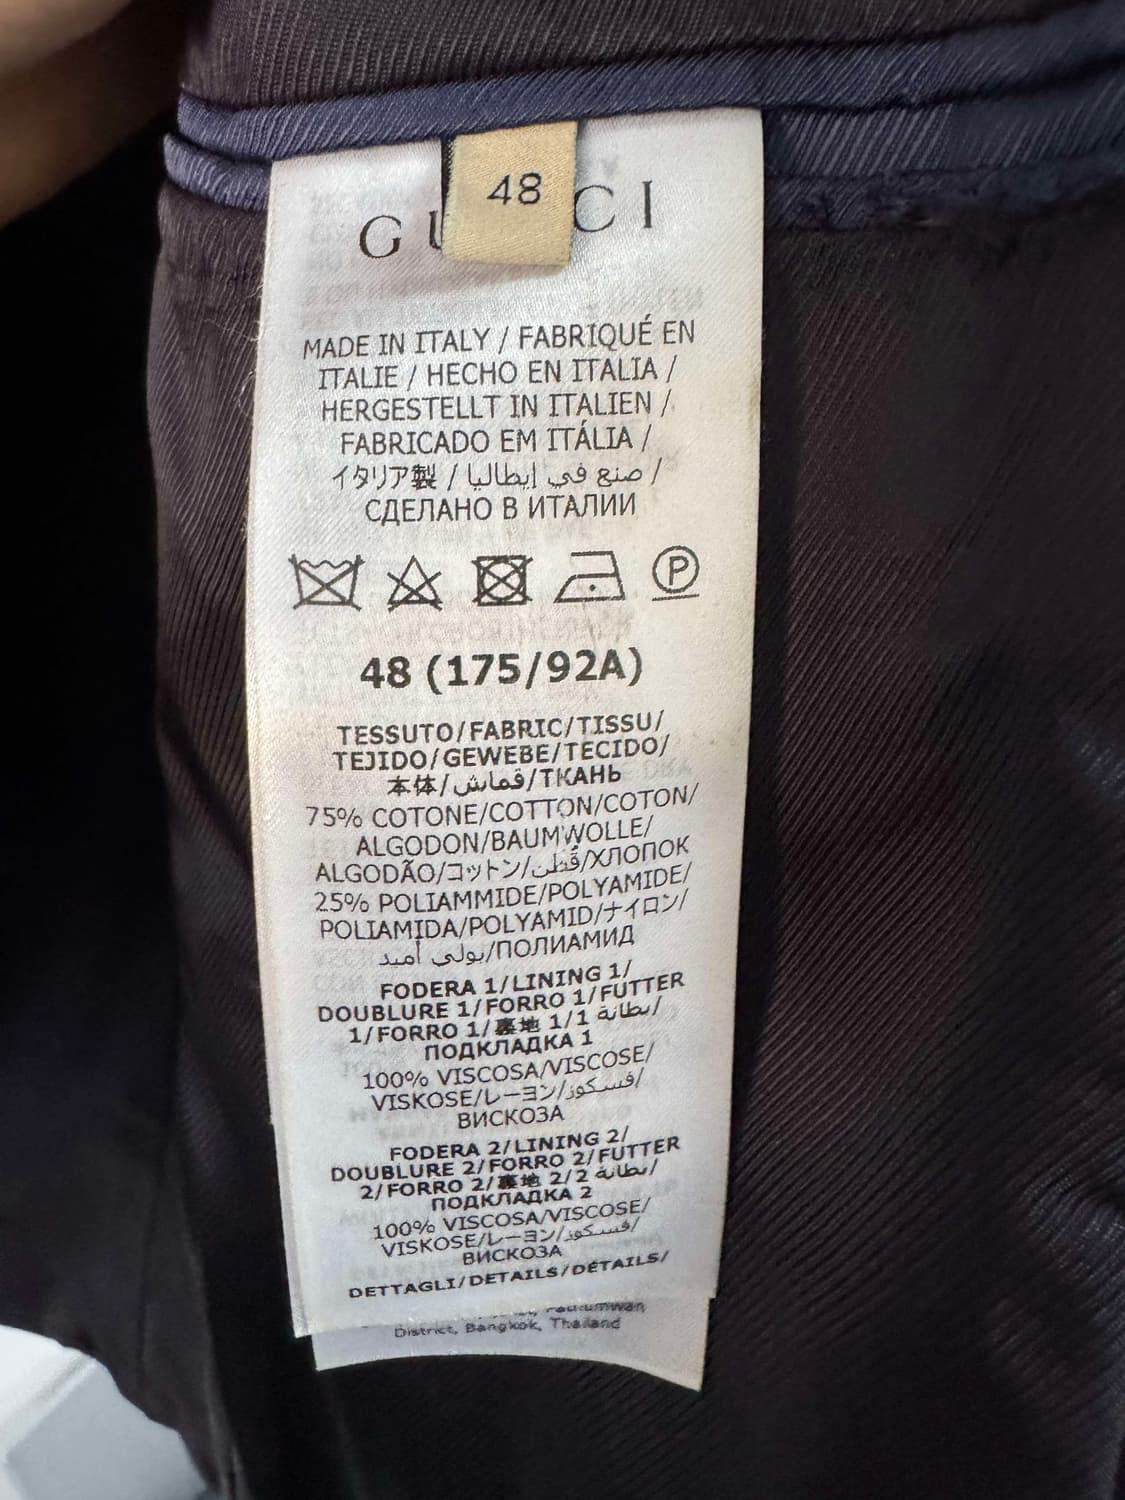 48
GUCCI
MADE IN ITALY / FABRIQUÉ EN
ITALIE / HECHO EN ITALIA /
HERGESTELLT IN ITALIEN /
FABRICADO EM ITÁLIA /
イタリア製 / صنع في إيطاليا /
СДЕЛАНО В ИТАЛИИ
P
48 (175/92A)
TESSUTO/FABRIC/TISSU/
TEJIDO/GEWEBE/TECIDO/
本体/قماش/ТКАНЬ
75% COTONE/COTTON/COTON/
ALGODON/BAUMWOLLE/
ALGODÃO/コットン/قطن/ХЛОПОК
25% POLIAMMIDE/POLYAMIDE/
POLIAMIDA/POLYAMID/ナイロン/
بولي أميد/ПОЛИАМИД
FODERA 1/LINING 1/
DOUBLURE 1/FORRO 1/FUTTER
1/FORRO 1/裏地 1/1 بطانة/
ПОДКЛАДКА 1
100% VISCOSA/VISCOSE/
VISKOSE/レーヨン/فسكوز/
ВИСКОЗА
FODERA 2/LINING 2/
DOUBLURE 2/FORRO 2/FUTTER
2/FORRO 2/裏地 2/2 بطانة/
ПОДКЛАДКА 2
100% VISCOSA/VISCOSE/
VISKOSE/レーヨン/فسكوز/
ВИСКОЗА
DETTAGLI/DETAILS/DÉTAILS/
District, Bangkok, Thailand